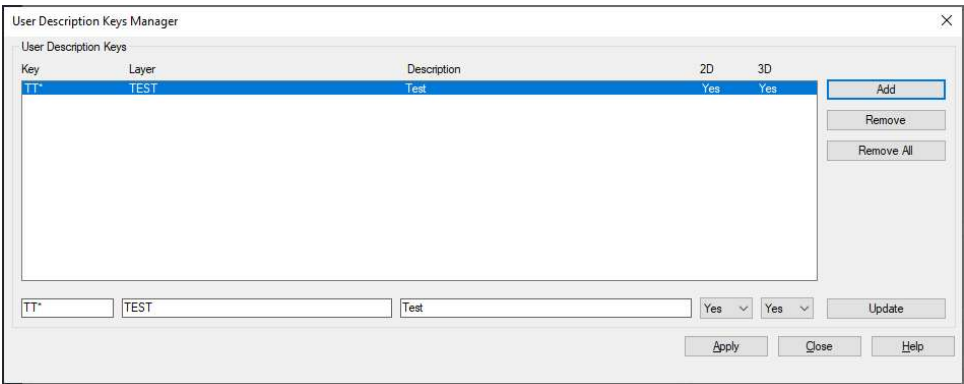 User Description Keys Manager
User Description Keys
Key Layer Description 2D 3D
TT* TEST Test Yes Yes
Add
Remove
Remove All
TT* TEST Test Yes Yes Update
Apply Close Help